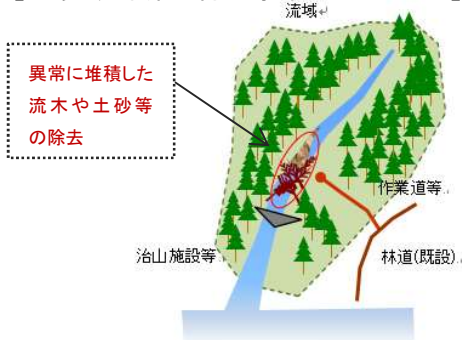 流域
異常に堆積した
流木や土砂等
の除去
作業道等
治山施設等
林道(既設)